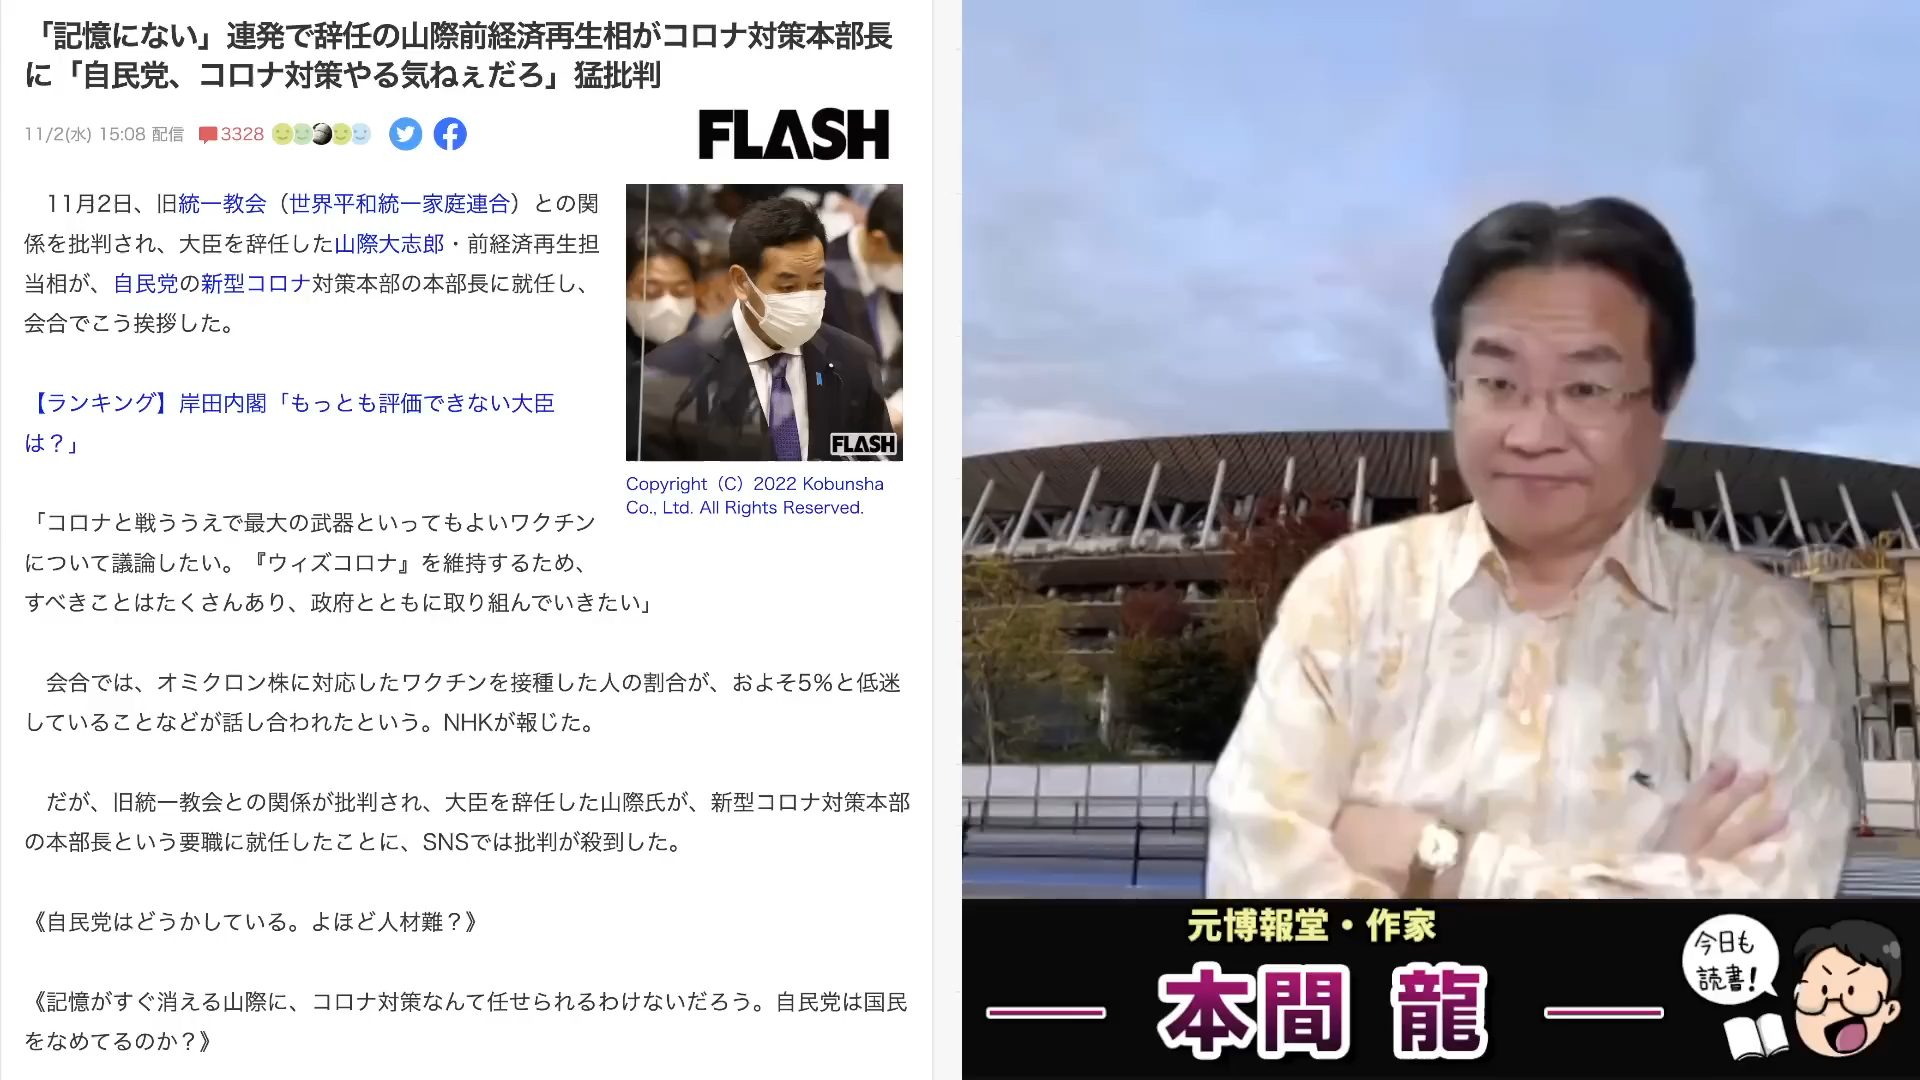 「記憶にない」連発で辞任の山際前経済再生相がコロナ対策本部長
に「自民党、コロナ対策やる気ねぇだろ」猛批判
11/2(水) 15:08 配信
3328
FLASH
11月2日、旧統一教会（世界平和統一家庭連合）との関
係を批判され、大臣を辞任した山際大志郎・前経済再生担
当相が、自民党の新型コロナ対策本部の本部長に就任し、
会合でこう挨拶した。
【ランキング】岸田内閣「もっとも評価できない大臣
は？」
FLASH
Copyright（C）2022 Kobunsha
Co., Ltd. All Rights Reserved.
「コロナと戦ううえで最大の武器といってもよいワクチン
について議論したい。『ウィズコロナ』を維持するため、
すべきことはたくさんあり、政府とともに取り組んでいきたい」
会合では、オミクロン株に対応したワクチンを接種した人の割合が、およそ5％と低迷
していることなどが話し合われたという。NHKが報じた。
だが、旧統一教会との関係が批判され、大臣を辞任した山際氏が、新型コロナ対策本部
の本部長という要職に就任したことに、SNSでは批判が殺到した。
《自民党はどうかしている。よほど人材難？》
《記憶がすぐ消える山際に、コロナ対策なんて任せられるわけないだろう。自民党は国民
をなめてるのか？》
元博報堂・作家
本間 龍
今日も
読書！